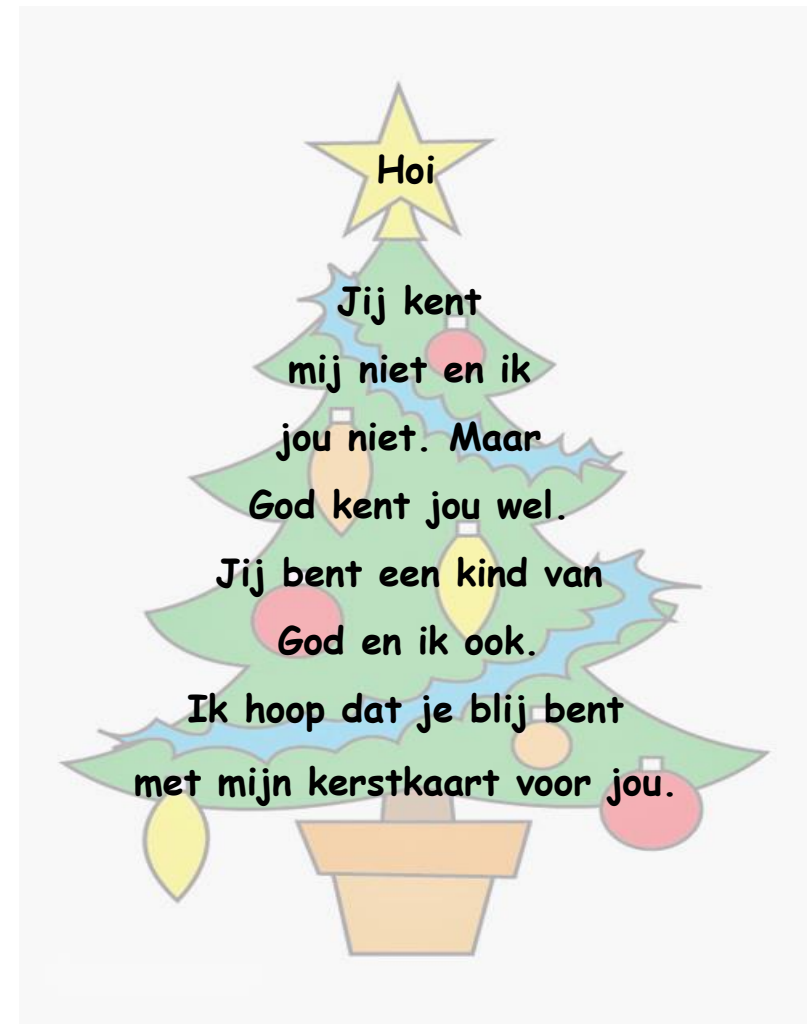 Hoi
Jij kent
mij niet en ik
jou niet. Maar
God kent jou wel.
Jij bent een kind van
God en ik ook.
Ik hoop dat je blij bent
met mijn kerstkaart voor jou.